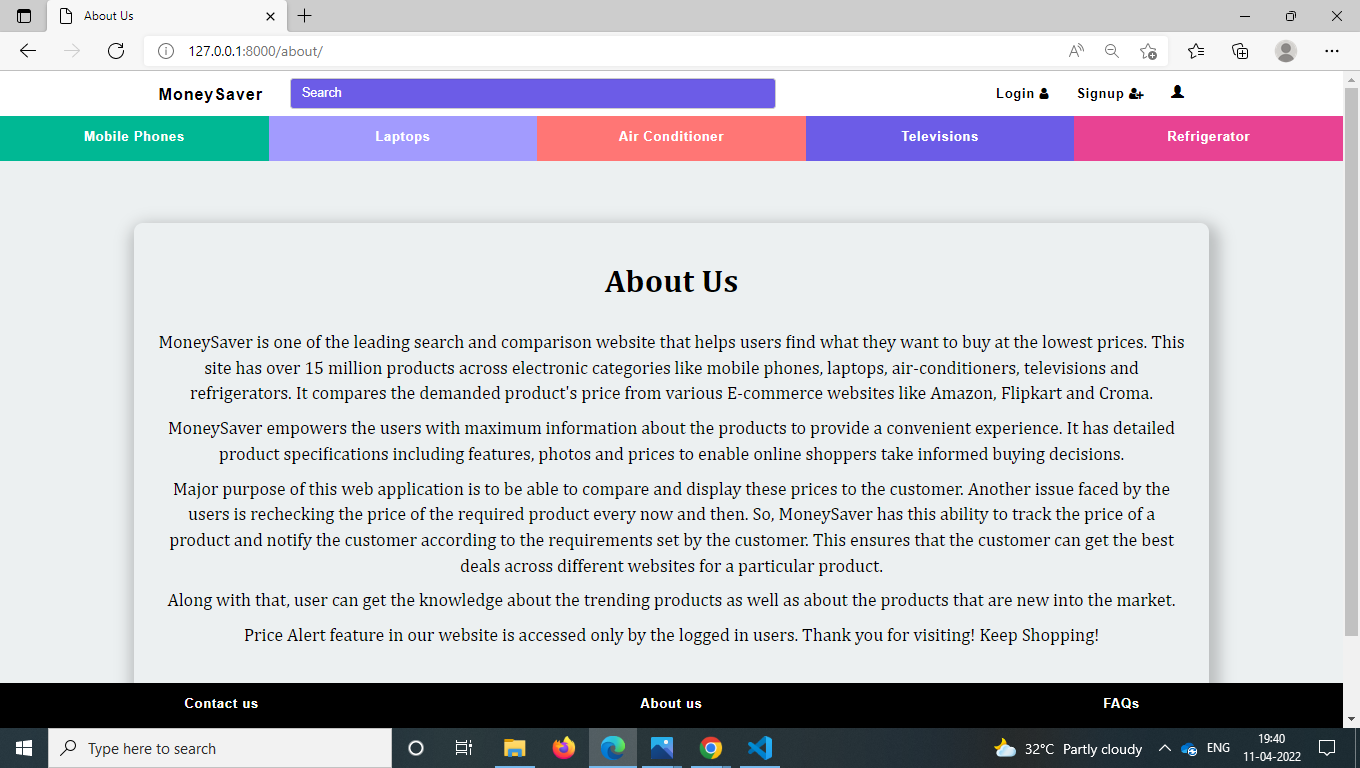 About Us
127.0.0.1:8000/about/
MoneySaver
Search
Login
Signup
Mobile Phones
Laptops
Air Conditioner
Televisions
Refrigerator
About Us
MoneySaver is one of the leading search and comparison website that helps users find what they want to buy at the lowest prices. This
site has over 15 million products across electronic categories like mobile phones, laptops, air-conditioners, televisions and
refrigerators. It compares the demanded product's price from various E-commerce websites like Amazon, Flipkart and Croma.
MoneySaver empowers the users with maximum information about the products to provide a convenient experience. It has detailed
product specifications including features, photos and prices to enable online shoppers take informed buying decisions.
Major purpose of this web application is to be able to compare and display these prices to the customer. Another issue faced by the
users is rechecking the price of the required product every now and then. So, MoneySaver has this ability to track the price of a
product and notify the customer according to the requirements set by the customer. This ensures that the customer can get the best
deals across different websites for a particular product.
Along with that, user can get the knowledge about the trending products as well as about the products that are new into the market.
Price Alert feature in our website is accessed only by the logged in users. Thank you for visiting! Keep Shopping!
Contact us
About us
FAQs
Type here to search
32°C Partly cloudy
ENG
19:40
11-04-2022